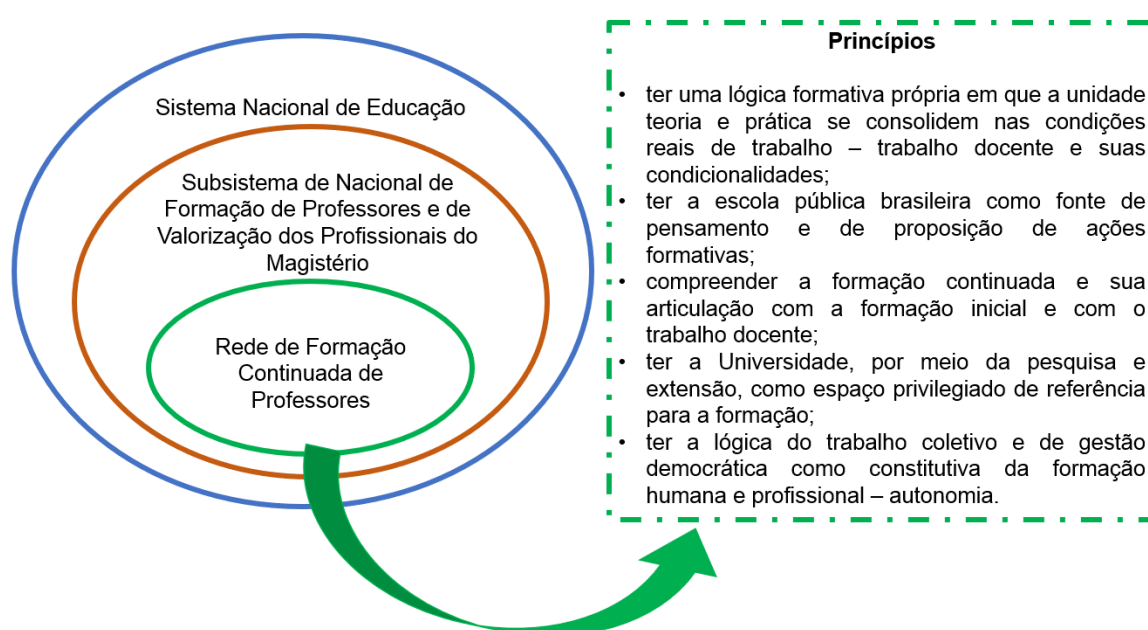 Sistema Nacional de Educação
Subsistema de Nacional de
Formação de Professores e de
Valorização dos Profissionais do
Magistério
Rede de Formação
Continuada de
Professores
Princípios
• ter uma lógica formativa própria em que a unidade
teoria e prática se consolidem nas condições
reais de trabalho – trabalho docente e suas
condicionalidades;
• ter a escola pública brasileira como fonte de
pensamento e de proposição de ações
formativas;
• compreender a formação continuada e sua
articulação com a formação inicial e com o
trabalho docente;
• ter a Universidade, por meio da pesquisa e
extensão, como espaço privilegiado de referência
para a formação;
• ter a lógica do trabalho coletivo e de gestão
democrática como constitutiva da formação
humana e profissional – autonomia.